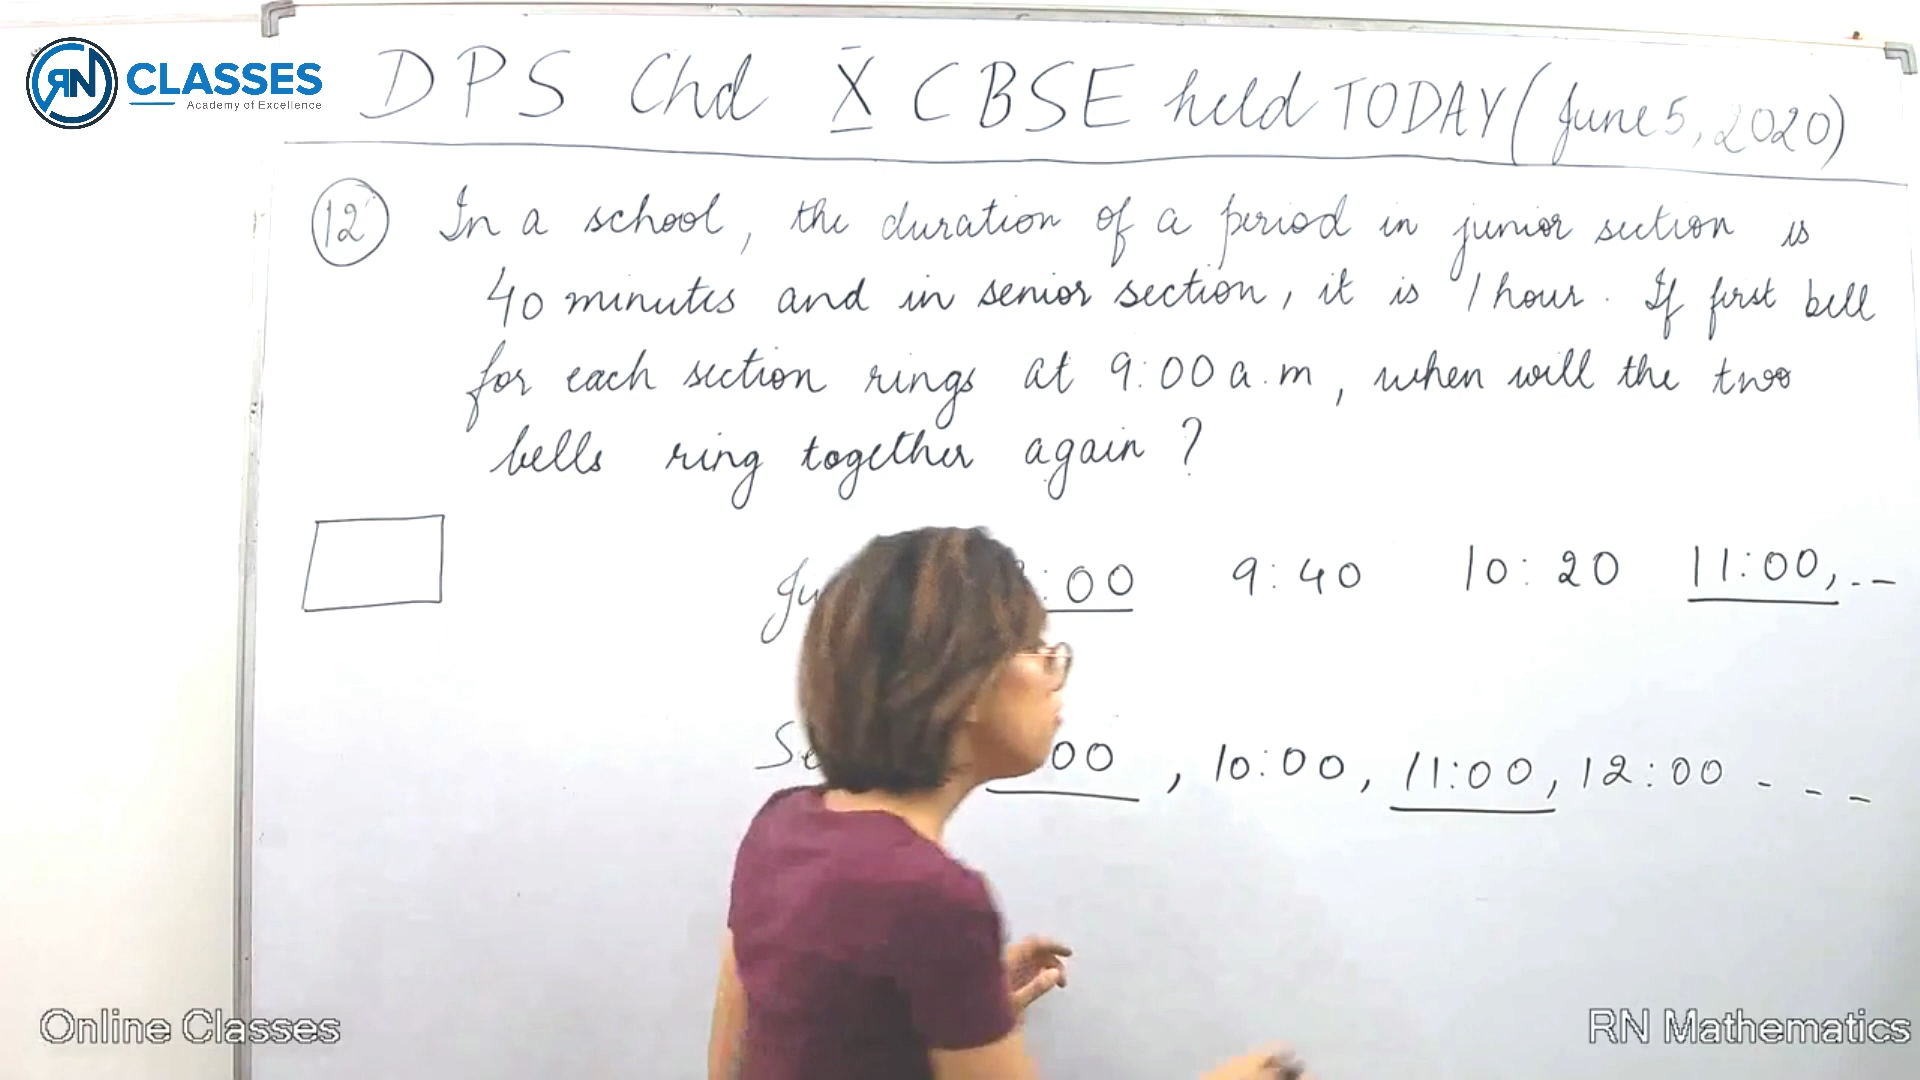 RN CLASSES
Academy of Excellence
DPS Chd X CBSE held TODAY (June 5, 2020)
12 In a school, the duration of a period in junior section is
40 minutes and in senior section, it is 1 hour. If first bell
for each section rings at 9:00 a.m, when will the two
bells ring together again?
Ju :00 9:40 10:20 11:00, . --
Se 00 , 10:00, 11:00, 12:00 - - -
Online Classes
RN Mathematics